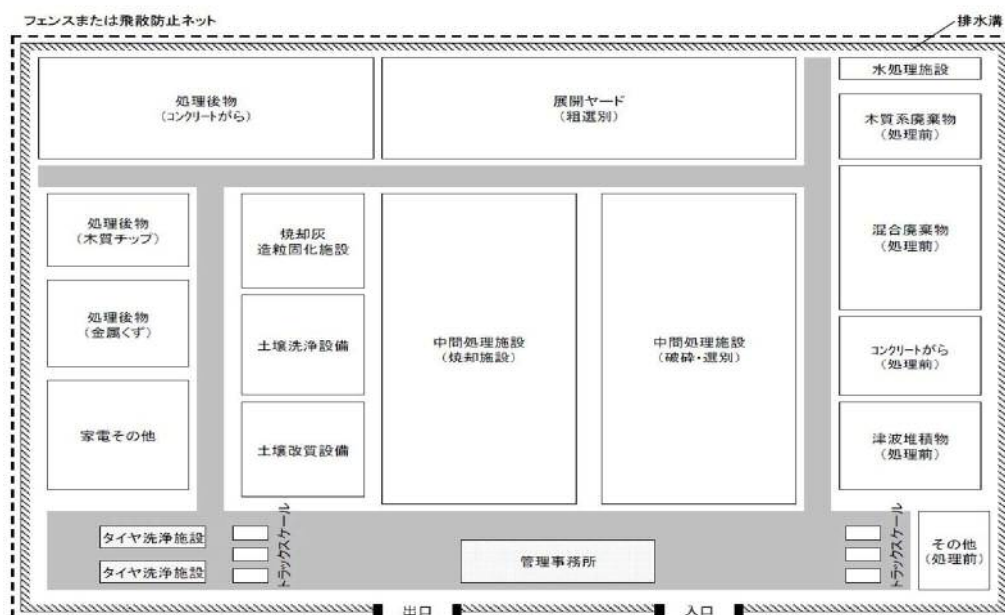 フェンスまたは飛散防止ネット
排水溝
処理後物
(コンクリートがら)
展開ヤード
(粗選別)
水処理施設
木質系廃棄物
(処理前)
処理後物
(木質チップ)
焼却灰
造粒固化施設
混合廃棄物
(処理前)
処理後物
(金属くず)
土壌洗浄設備
中間処理施設
(焼却施設)
中間処理施設
(破砕・選別)
コンクリートがら
(処理前)
家電その他
土壌改質設備
津波堆積物
(処理前)
タイヤ洗浄施設
タイヤ洗浄施設
トラックスケール
管理事務所
トラックスケール
その他
(処理前)
出口
入口